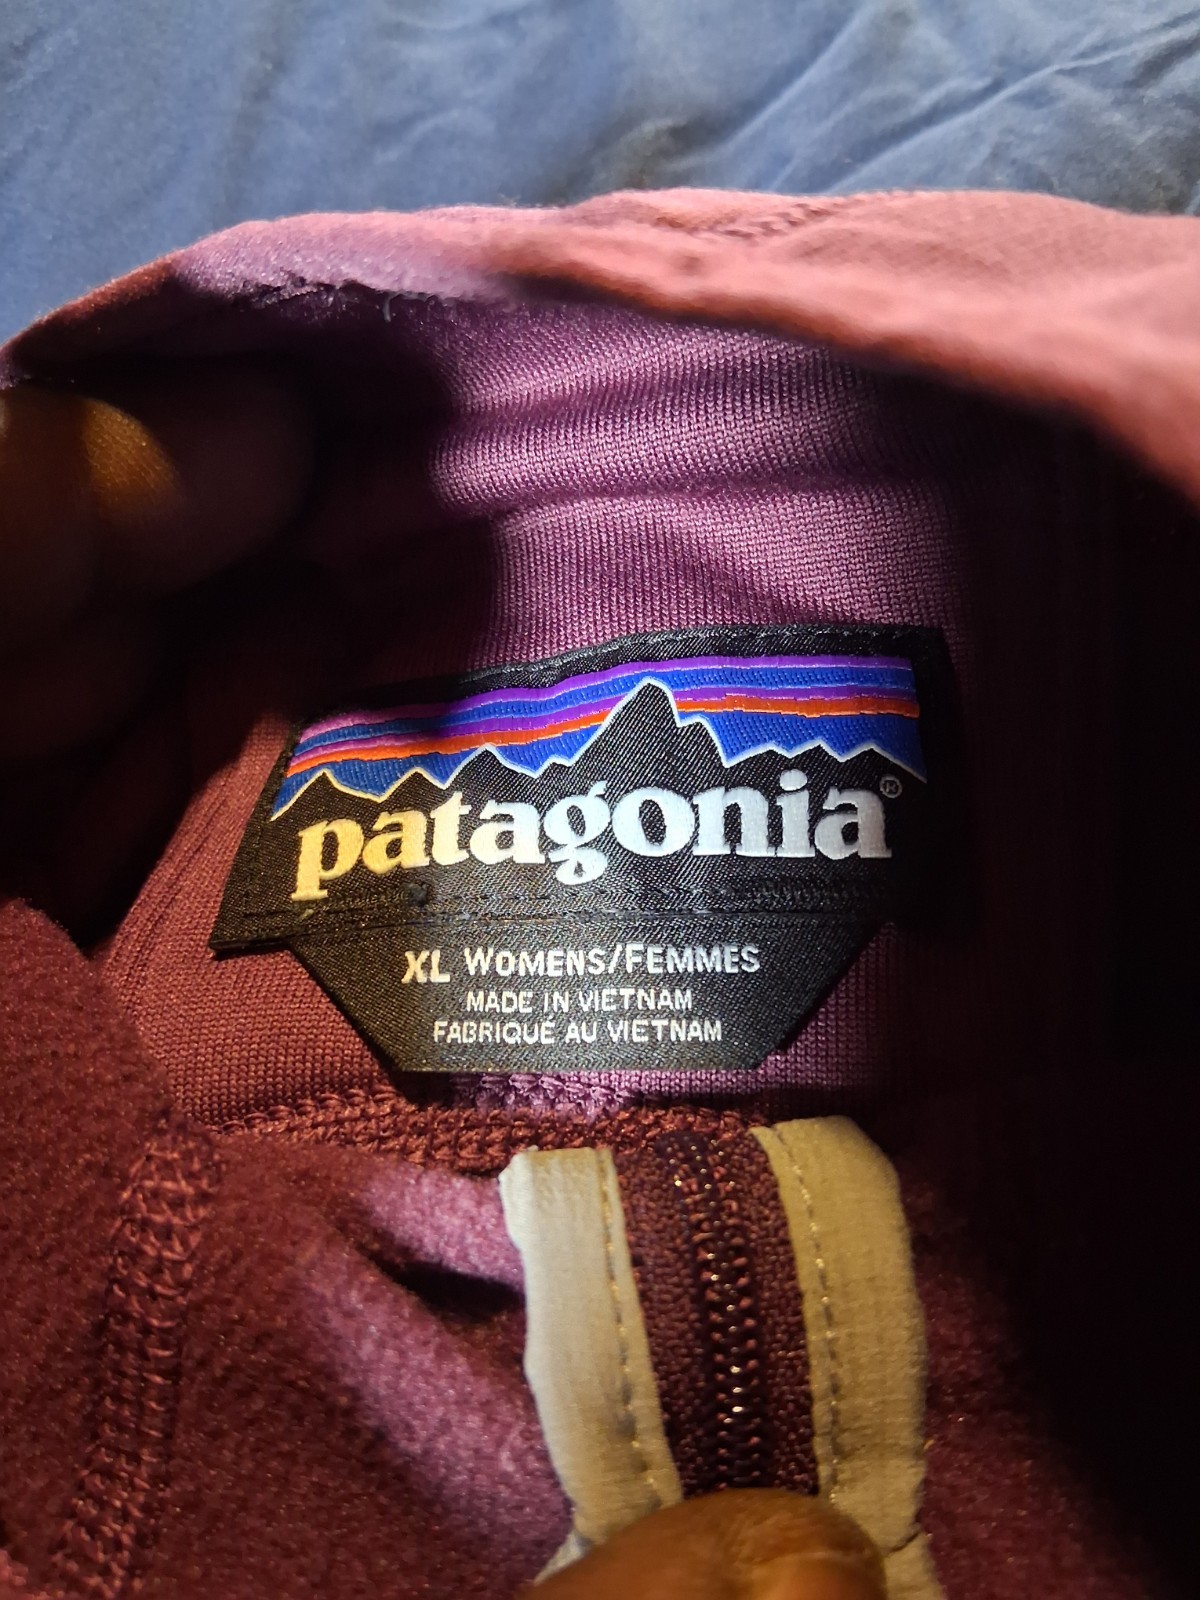 patagonia®
XL WOMENS/FEMMES
MADE IN VIETNAM
FABRIQUÉ AU VIETNAM